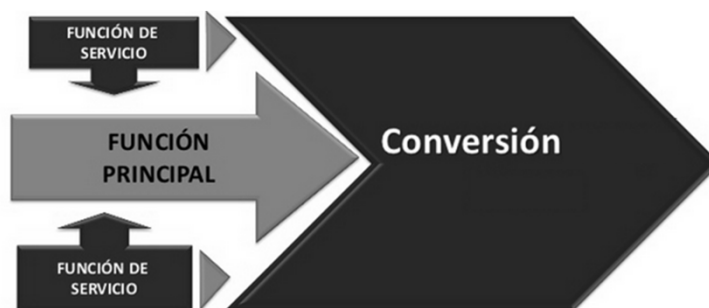 FUNCIÓN DE
SERVICIO
FUNCIÓN
PRINCIPAL
Conversión
FUNCIÓN DE
SERVICIO